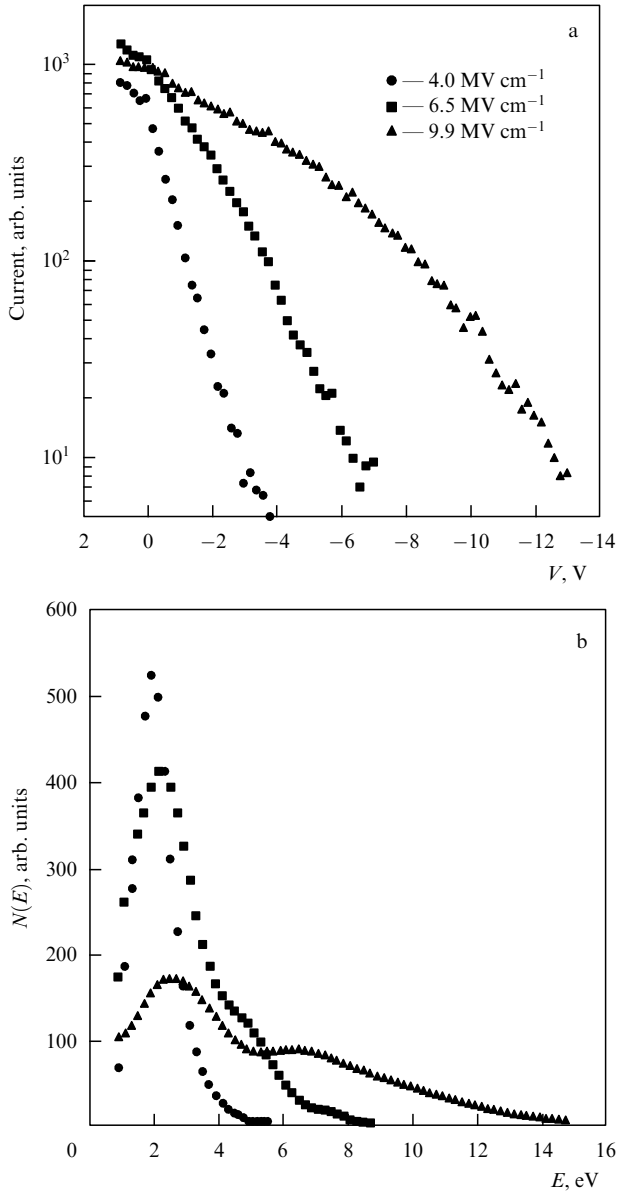 a
10³
— 4.0 MV cm⁻¹
— 6.5 MV cm⁻¹
— 9.9 MV cm⁻¹
10²
10¹
Current, arb. units
2 0 −2 −4 −6 −8 −10 −12 −14
V, V
b
600
500
400
300
200
100
N(E), arb. units
0 2 4 6 8 10 12 14 16
E, eV